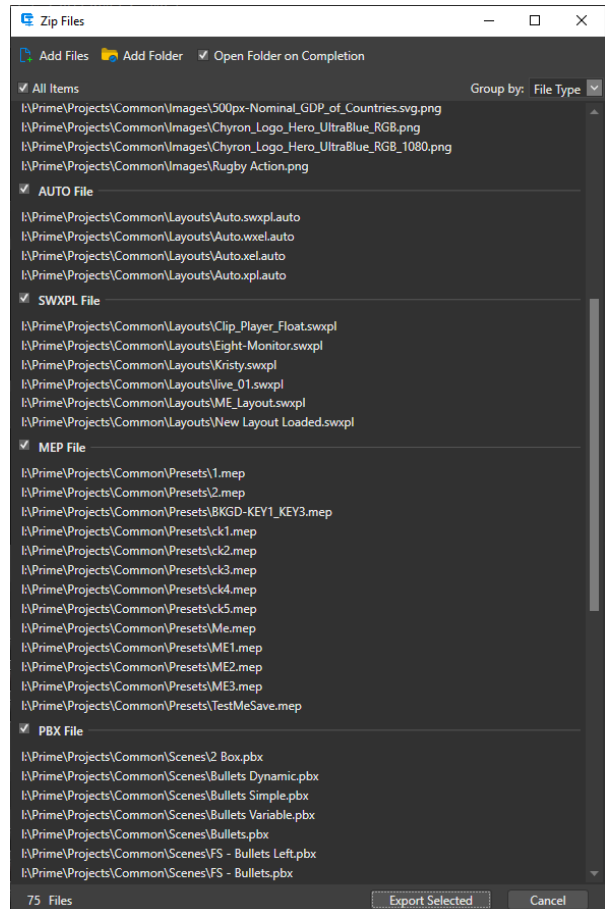 Zip Files
Add Files Add Folder Open Folder on Completion
All Items Group by: File Type
I:\Prime\Projects\Common\Images\500px-Nominal_GDP_of_Countries.svg.png
I:\Prime\Projects\Common\Images\Chyron_Logo_Hero_UltraBlue_RGB.png
I:\Prime\Projects\Common\Images\Chyron_Logo_Hero_UltraBlue_RGB_1080.png
I:\Prime\Projects\Common\Images\Rugby Action.png
AUTO File
I:\Prime\Projects\Common\Layouts\Auto.swxpl.auto
I:\Prime\Projects\Common\Layouts\Auto.wxel.auto
I:\Prime\Projects\Common\Layouts\Auto.xel.auto
I:\Prime\Projects\Common\Layouts\Auto.xpl.auto
SWXPL File
I:\Prime\Projects\Common\Layouts\Clip_Player_Float.swxpl
I:\Prime\Projects\Common\Layouts\Eight-Monitor.swxpl
I:\Prime\Projects\Common\Layouts\Kristy.swxpl
I:\Prime\Projects\Common\Layouts\live_01.swxpl
I:\Prime\Projects\Common\Layouts\ME_Layout.swxpl
I:\Prime\Projects\Common\Layouts\New Layout Loaded.swxpl
MEP File
I:\Prime\Projects\Common\Presets\1.mep
I:\Prime\Projects\Common\Presets\2.mep
I:\Prime\Projects\Common\Presets\BKGD-KEY1_KEY3.mep
I:\Prime\Projects\Common\Presets\ck1.mep
I:\Prime\Projects\Common\Presets\ck2.mep
I:\Prime\Projects\Common\Presets\ck3.mep
I:\Prime\Projects\Common\Presets\ck4.mep
I:\Prime\Projects\Common\Presets\ck5.mep
I:\Prime\Projects\Common\Presets\Me.mep
I:\Prime\Projects\Common\Presets\ME1.mep
I:\Prime\Projects\Common\Presets\ME2.mep
I:\Prime\Projects\Common\Presets\ME3.mep
I:\Prime\Projects\Common\Presets\TestMeSave.mep
PBX File
I:\Prime\Projects\Common\Scenes\2 Box.pbx
I:\Prime\Projects\Common\Scenes\Bullets Dynamic.pbx
I:\Prime\Projects\Common\Scenes\Bullets Simple.pbx
I:\Prime\Projects\Common\Scenes\Bullets Variable.pbx
I:\Prime\Projects\Common\Scenes\Bullets.pbx
I:\Prime\Projects\Common\Scenes\FS - Bullets Left.pbx
I:\Prime\Projects\Common\Scenes\FS - Bullets.pbx
75 Files Export Selected Cancel